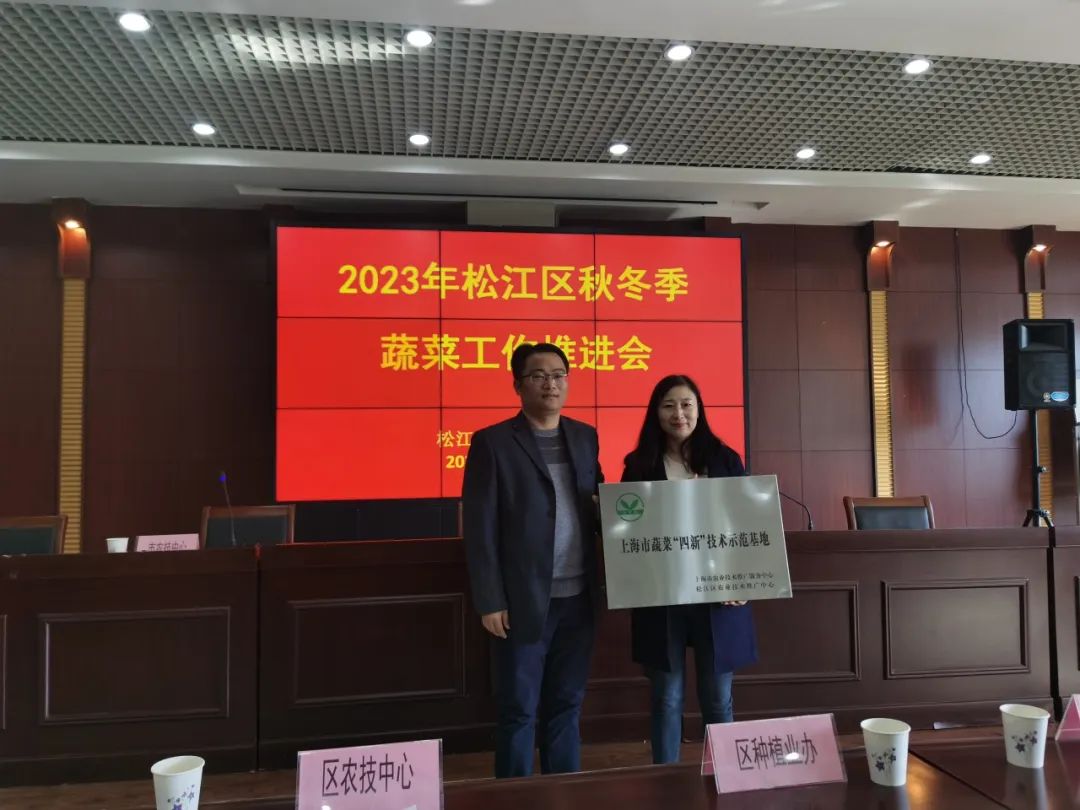 2023年松江区秋冬季
蔬菜工作推进会
松江
202
上海市蔬菜“四新”技术示范基地
上海市农业技术推广服务中心
松江区农业技术推广中心
市农技中心
区农技中心
区种植业办